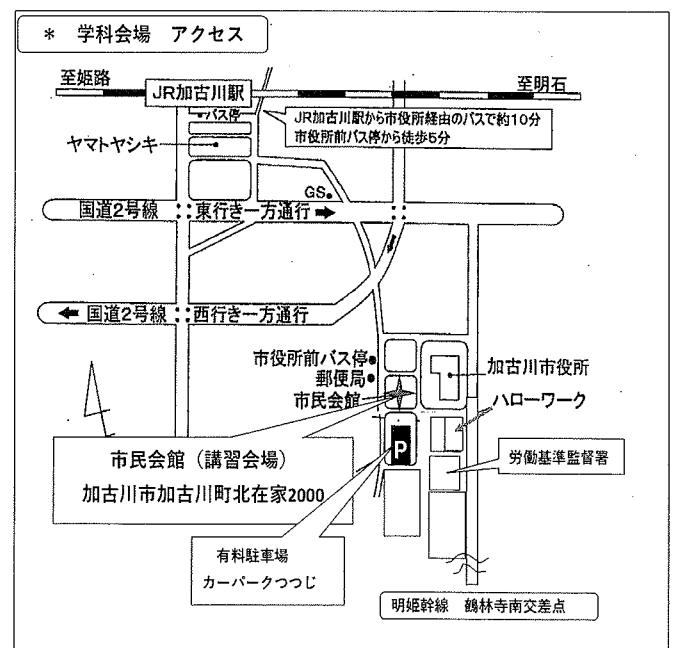 * 学科会場 アクセス
至姫路
JR加古川駅
至明石
•バス停
JR加古川駅から市役所経由のバスで約10分
市役所前バス停から徒歩5分
ヤマトヤシキ
GS
国道2号線
東行き一方通行
国道2号線
西行き一方通行
市役所前バス停
郵便局
市民会館
加古川市役所
ハローワーク
P
市民会館(講習会場)
加古川市加古川町北在家2000
労働基準監督署
有料駐車場
カーパークつつじ
明姫幹線 鶴林寺南交差点